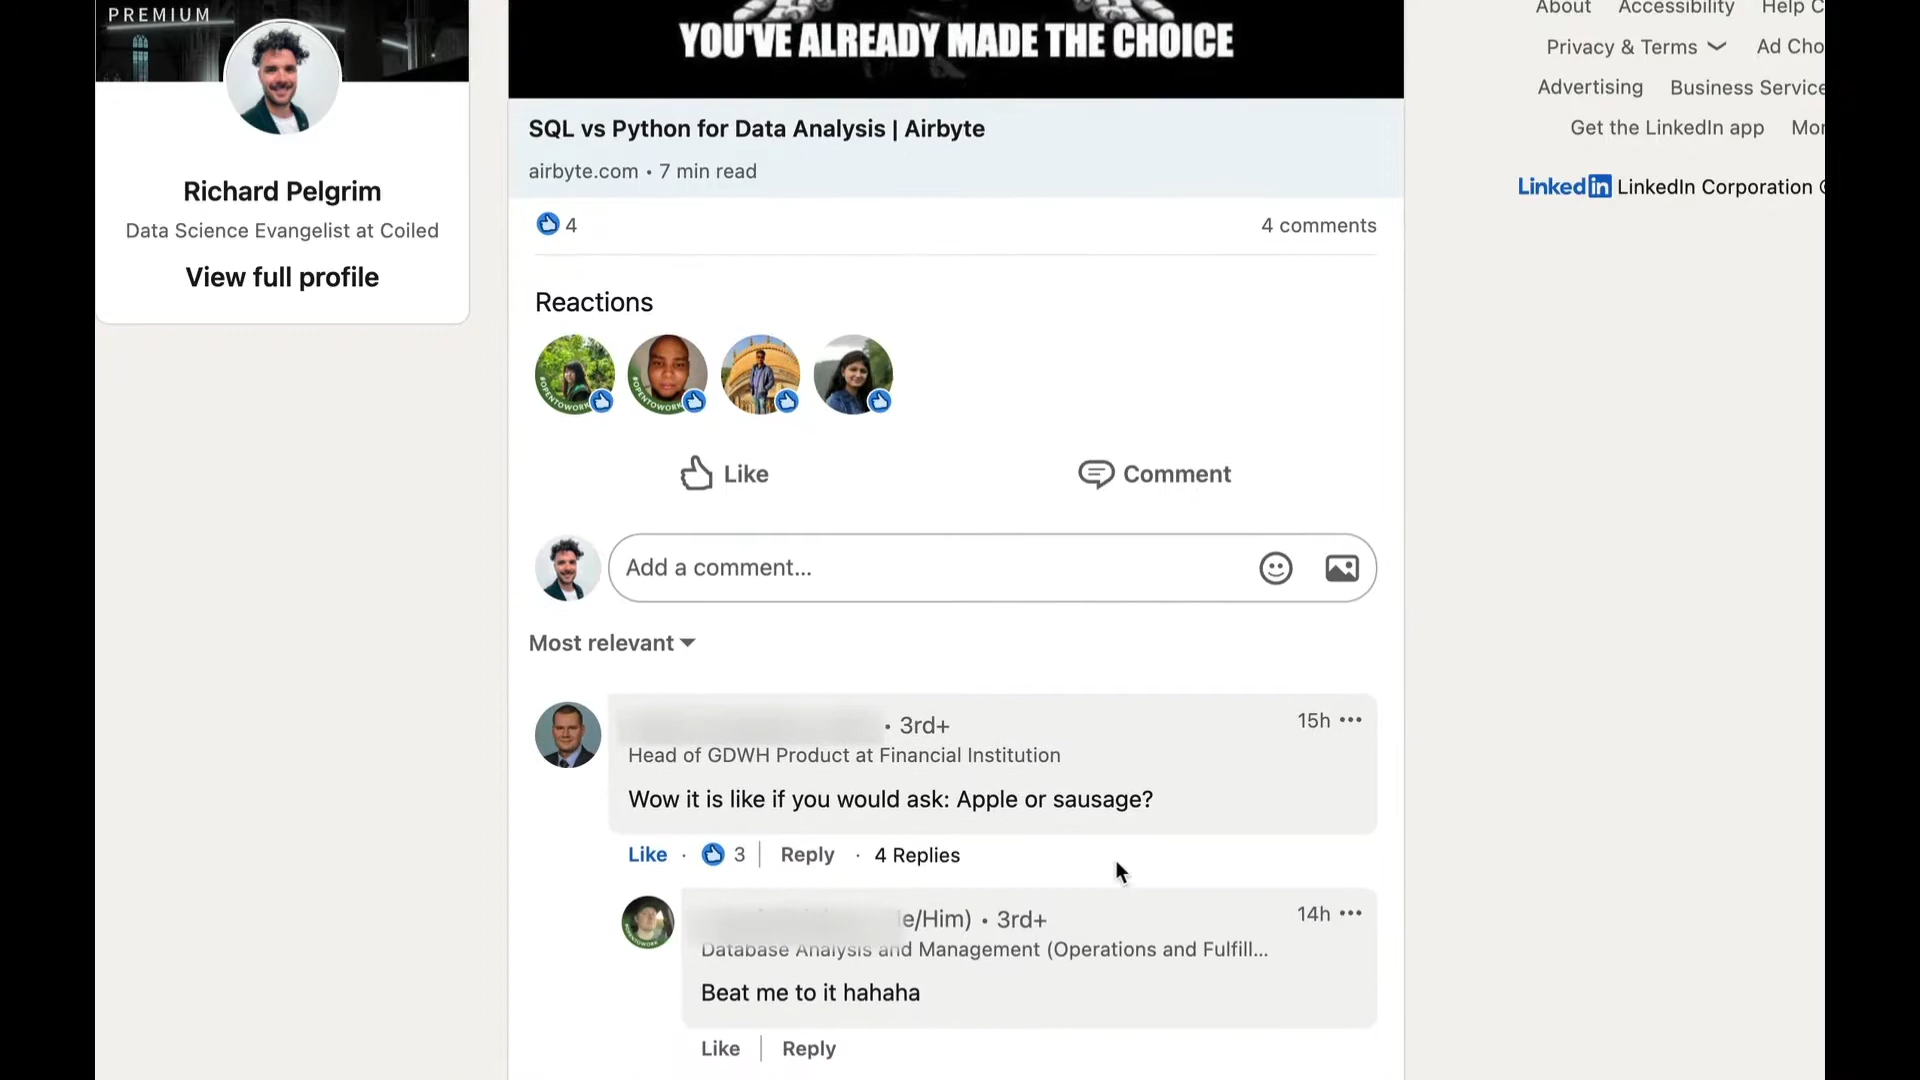 PREMIUM
Richard Pelgrim
Data Science Evangelist at Coiled
View full profile
YOU'VE ALREADY MADE THE CHOICE
SQL vs Python for Data Analysis | Airbyte
airbyte.com • 7 min read
4
4 comments
Reactions
#OPENTOWORK
#OPENTOWORK
Like
Comment
Add a comment...
Most relevant
• 3rd+
15h •••
Head of GDWH Product at Financial Institution
Wow it is like if you would ask: Apple or sausage?
Like · 3 | Reply · 4 Replies
e/Him) • 3rd+
14h •••
Database Analysis and Management (Operations and Fulfill...
Beat me to it hahaha
Like | Reply
About Accessibility Help C
Privacy & Terms Ad Cho
Advertising Business Service
Get the LinkedIn app Mor
LinkedIn LinkedIn Corporation ©